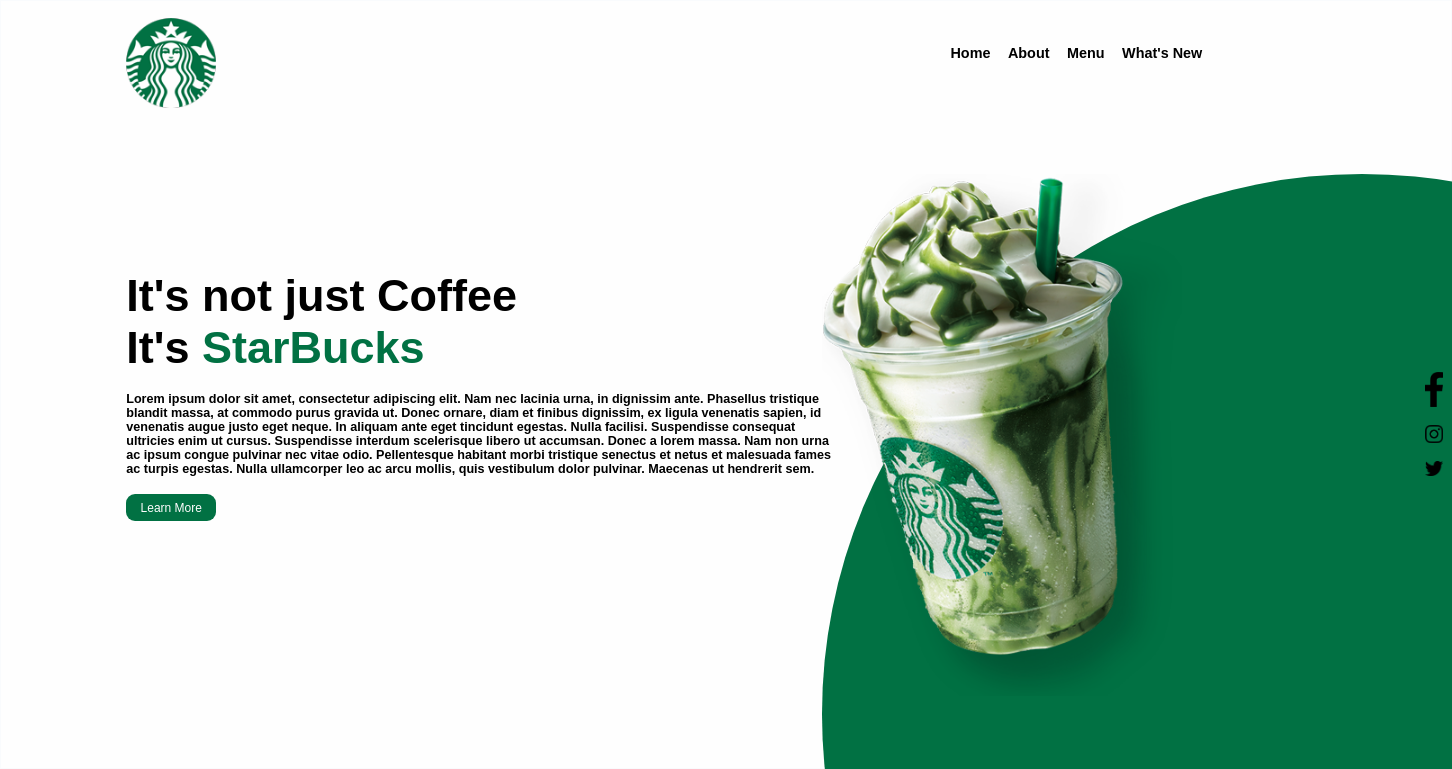 Home About Menu What's New
It's not just Coffee
It's StarBucks
Lorem ipsum dolor sit amet, consectetur adipiscing elit. Nam nec lacinia urna, in dignissim ante. Phasellus tristique
blandit massa, at commodo purus gravida ut. Donec ornare, diam et finibus dignissim, ex ligula venenatis sapien, id
venenatis augue justo eget neque. In aliquam ante eget tincidunt egestas. Nulla facilisi. Suspendisse consequat
ultricies enim ut cursus. Suspendisse interdum scelerisque libero ut accumsan. Donec a lorem massa. Nam non urna
ac ipsum congue pulvinar nec vitae odio. Pellentesque habitant morbi tristique senectus et netus et malesuada fames
ac turpis egestas. Nulla ullamcorper leo ac arcu mollis, quis vestibulum dolor pulvinar. Maecenas ut hendrerit sem.
Learn More
TM